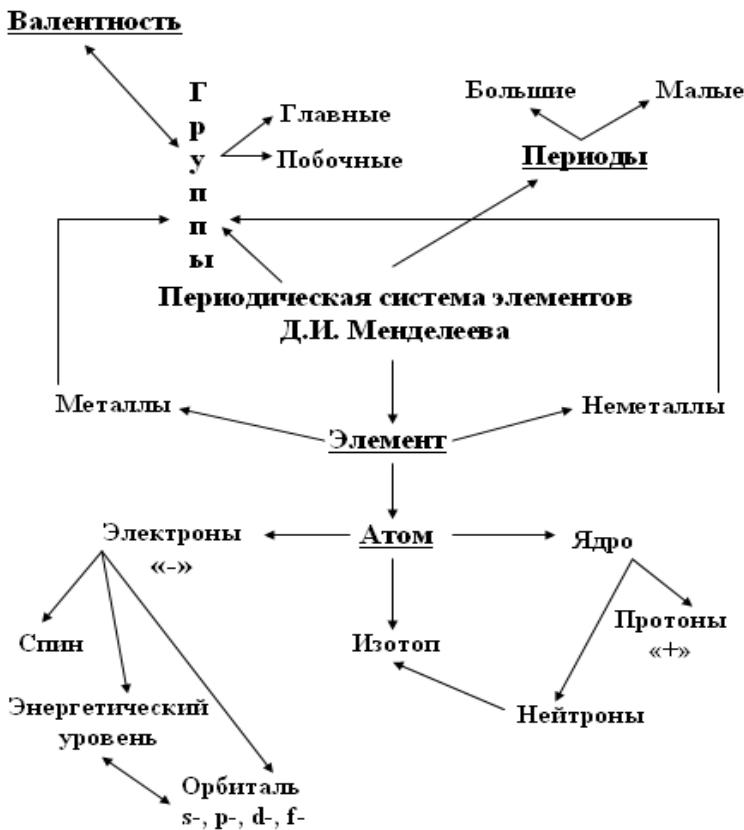 Валентность
Группы
Большие
Малые
Главные
Побочные
Периоды
Периодическая система элементов
Д.И. Менделеева
Металлы
Неметаллы
Элемент
Электроны
«-»
Атом
Ядро
Протоны
«+»
Спин
Изотоп
Энергетический
уровень
Нейтроны
Орбиталь
s-, p-, d-, f-